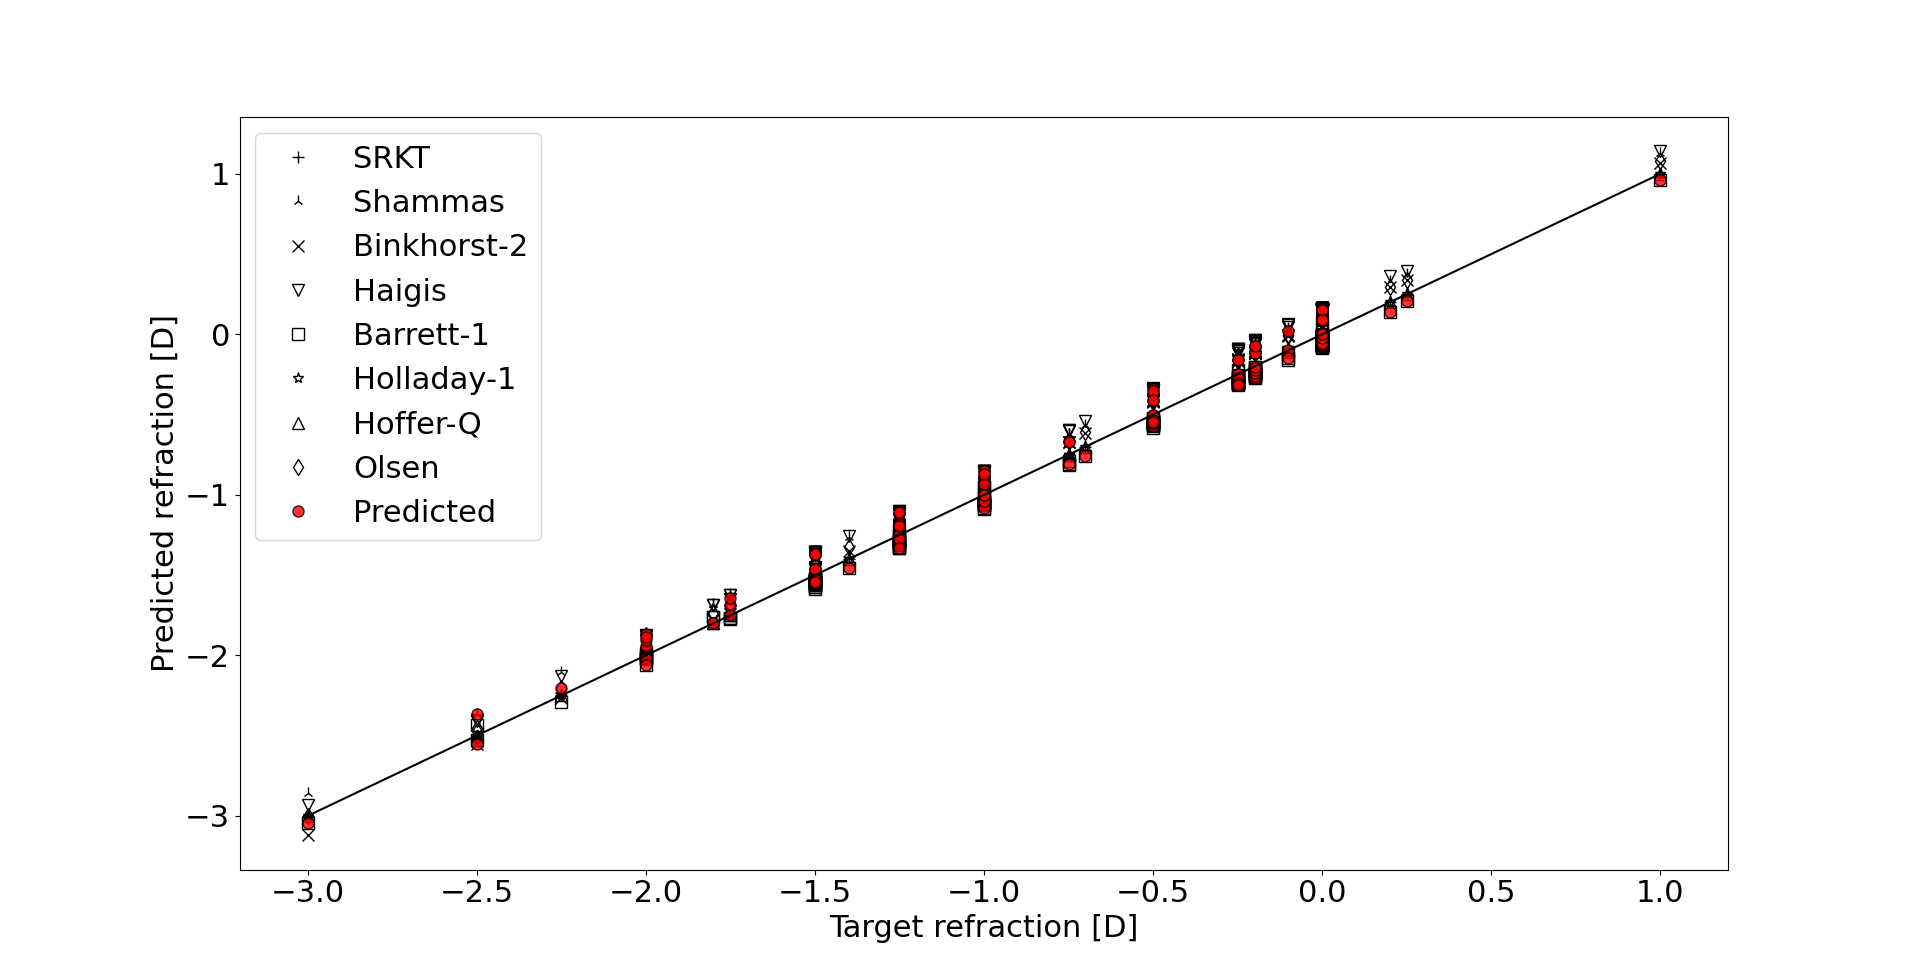 SRKT
Shammas
Binkhorst-2
Haigis
Barrett-1
Holladay-1
Hoffer-Q
Olsen
Predicted
Predicted refraction [D]
1
0
−1
−2
−3
−3.0 −2.5 −2.0 −1.5 −1.0 −0.5 0.0 0.5 1.0
Target refraction [D]